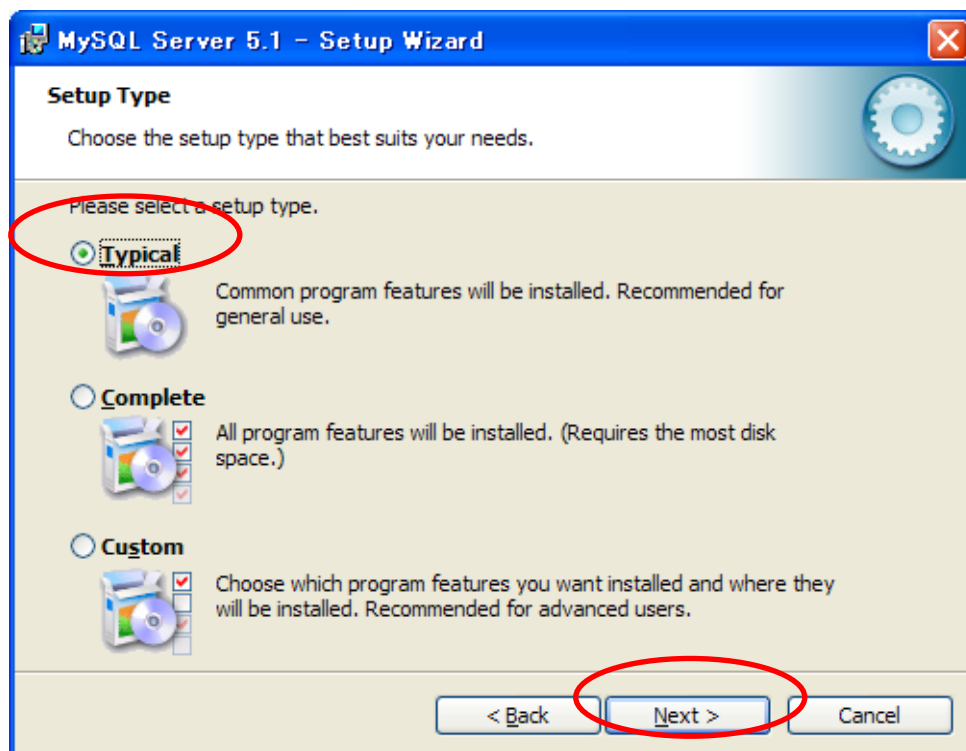 MySQL Server 5.1 - Setup Wizard
Setup Type
Choose the setup type that best suits your needs.
Please select a setup type.
Typical
Common program features will be installed. Recommended for
general use.
Complete
All program features will be installed. (Requires the most disk
space.)
Custom
Choose which program features you want installed and where they
will be installed. Recommended for advanced users.
< Back
Next >
Cancel